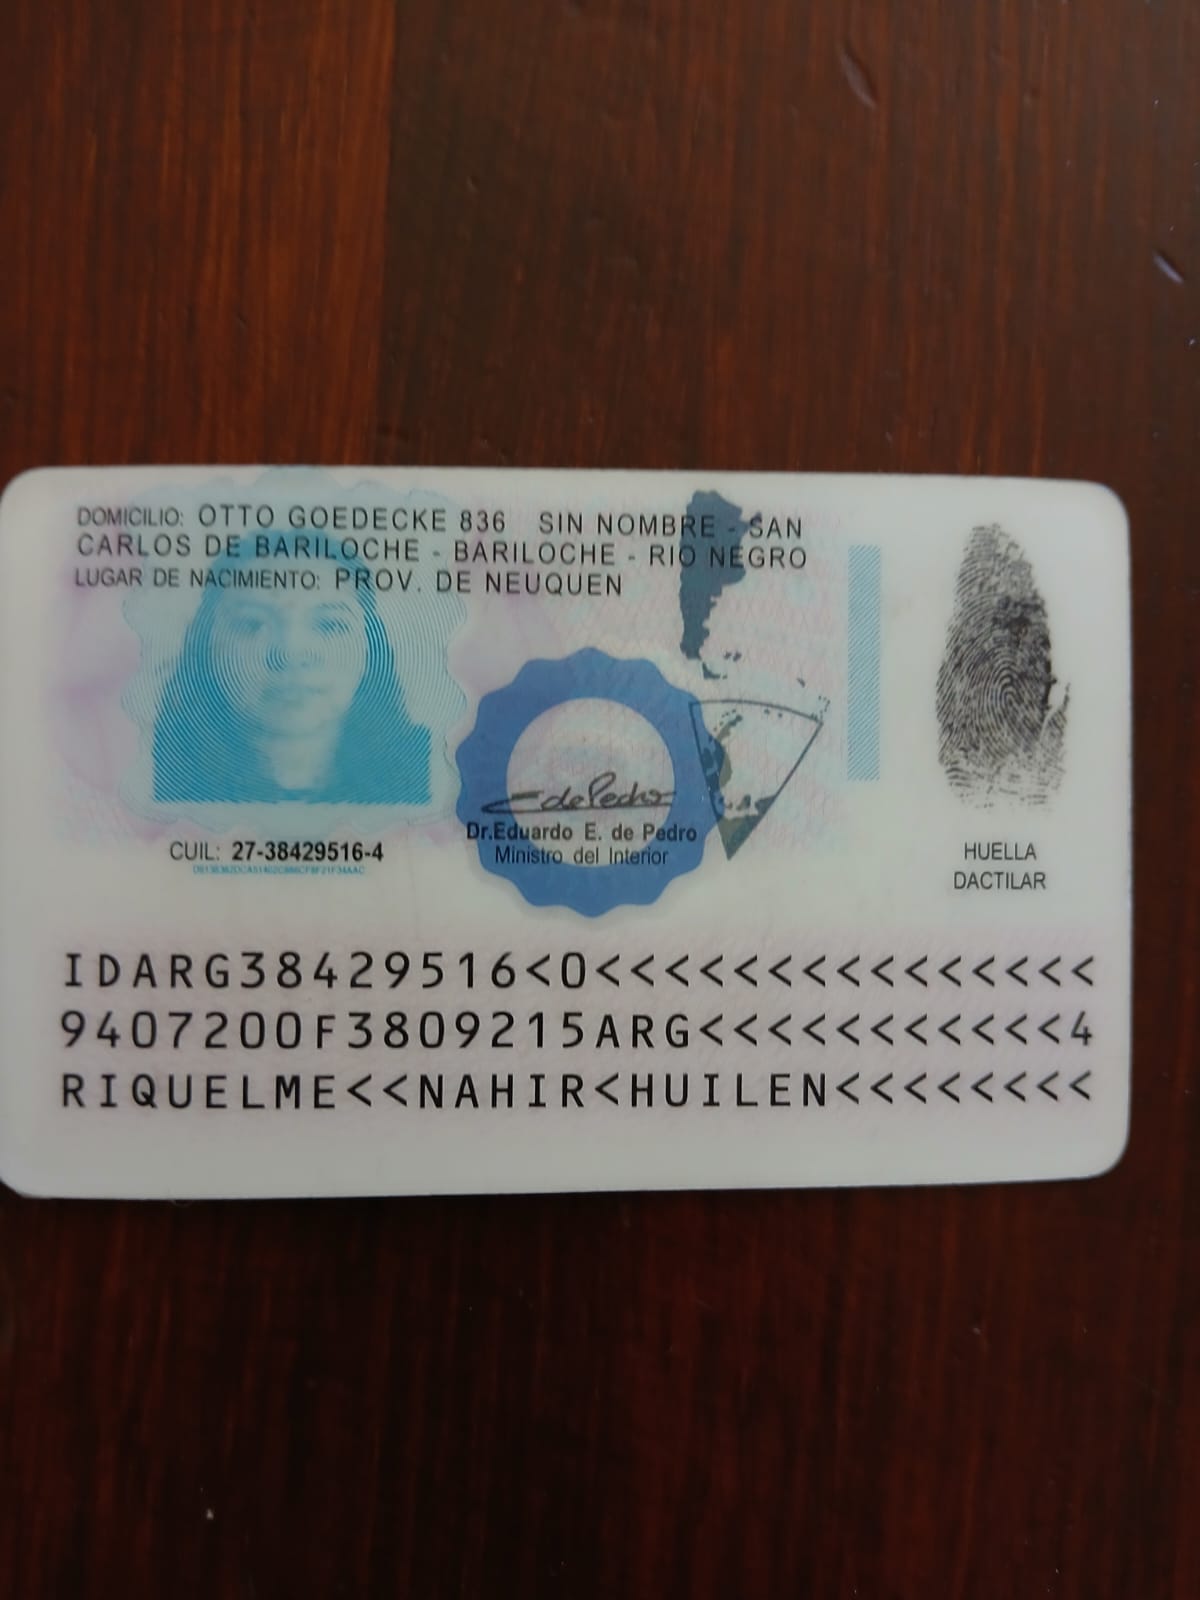 DOMICILIO: OTTO GOEDECKE 836 SIN NOMBRE - SAN
CARLOS DE BARILOCHE - BARILOCHE - RIO NEGRO
LUGAR DE NACIMIENTO: PROV. DE NEUQUEN
Dr.Eduardo E. de Pedro
Ministro del Interior
CUIL: 27-38429516-4
HUELLA
DACTILAR
IDARG38429516<0<<<<<<<<<<<<<<<
9407200F3809215ARG<<<<<<<<<<<4
RIQUELME<<NAHIR<HUILEN<<<<<<<<